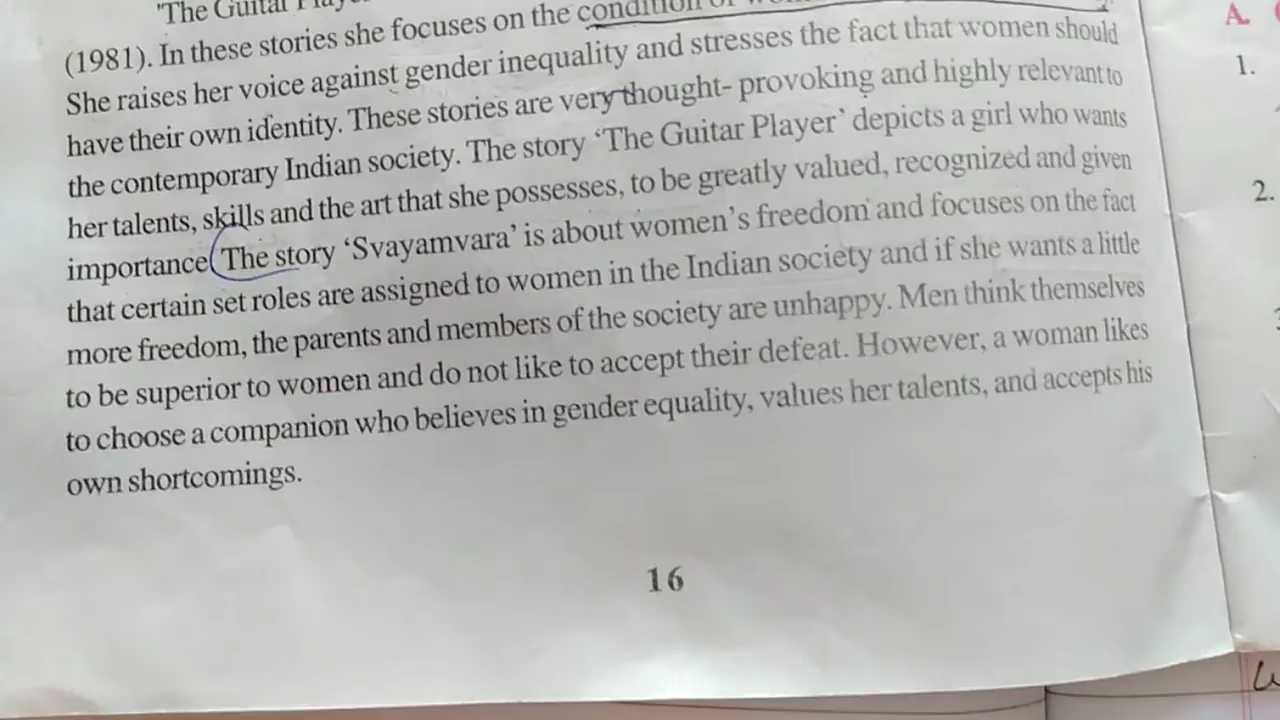 'The Guitar
(1981). In these stories she focuses on the condition of
She raises her voice against gender inequality and stresses the fact that women should
have their own identity. These stories are very thought- provoking and highly relevant to
the contemporary Indian society. The story ‘The Guitar Player’ depicts a girl who wants
her talents, skills and the art that she possesses, to be greatly valued, recognized and given
importance. The story ‘Svayamvara’ is about women’s freedom and focuses on the fact
that certain set roles are assigned to women in the Indian society and if she wants a little
more freedom, the parents and members of the society are unhappy. Men think themselves
to be superior to women and do not like to accept their defeat. However, a woman likes
to choose a companion who believes in gender equality, values her talents, and accepts his
own shortcomings.
16
A.
1.
2.